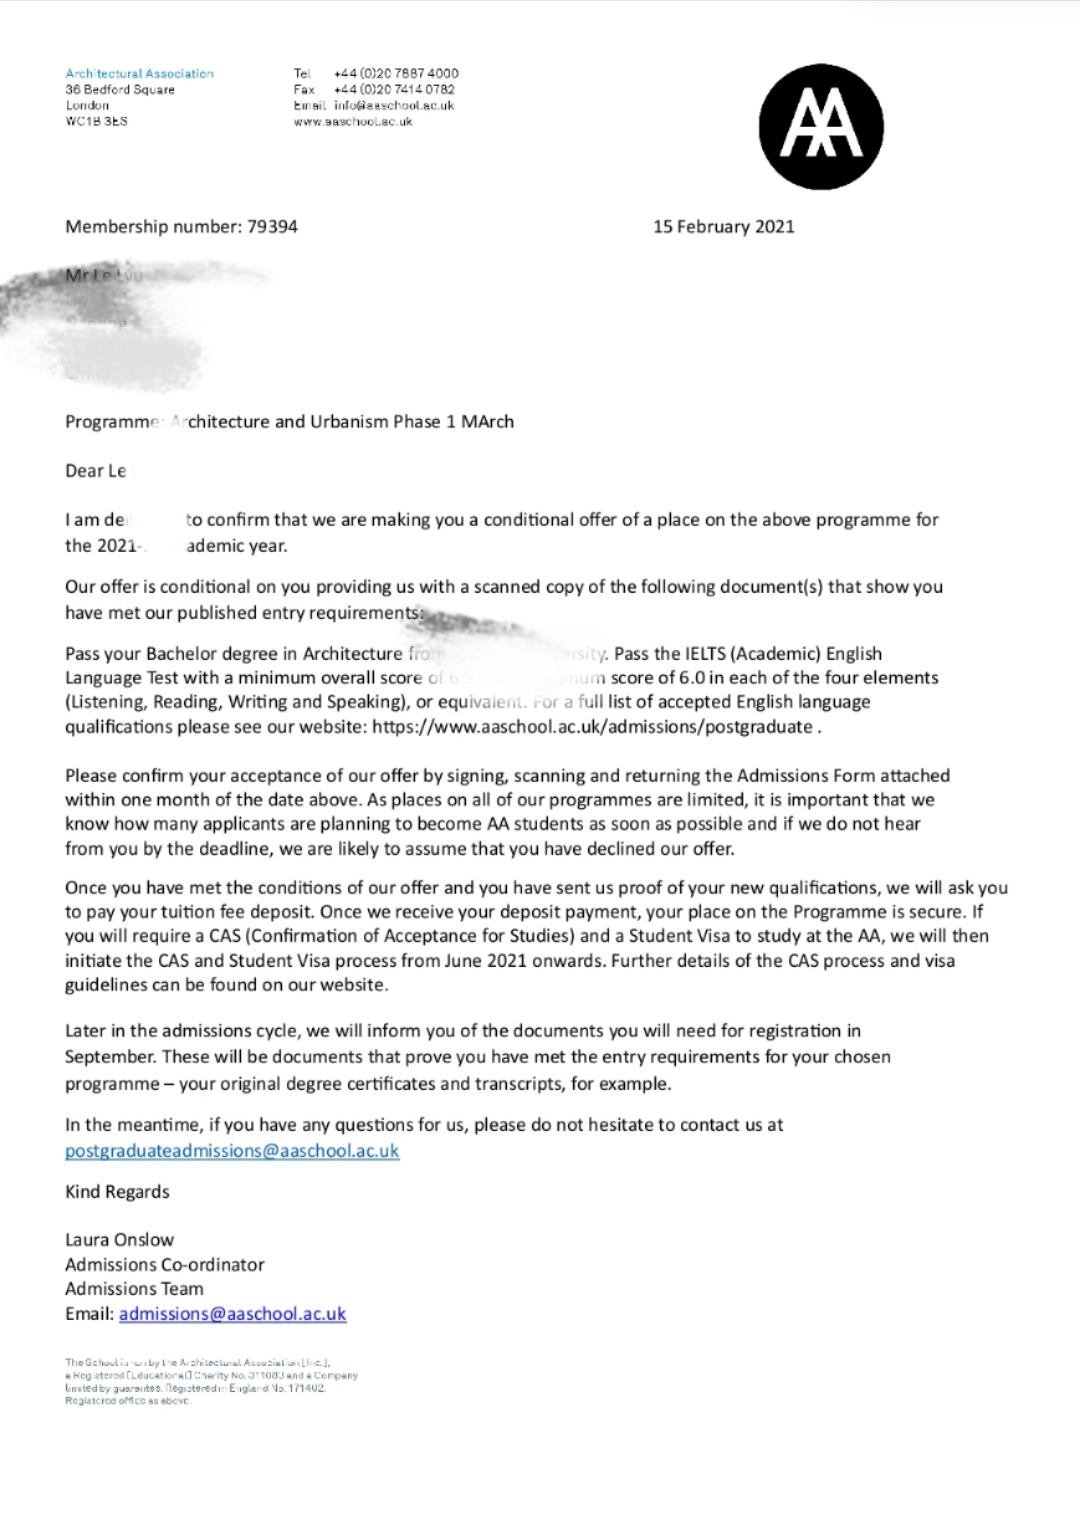 Architectural Association
36 Bedford Square
London
WC1B 3ES
Tel +44 (0)20 7887 4000
Fax +44 (0)20 7414 0782
Email info@aaschool.ac.uk
www.aaschool.ac.uk
AA
Membership number: 79394
15 February 2021
Mr Le
Programme: Architecture and Urbanism Phase 1 MArch
Dear Le
I am to confirm that we are making you a conditional offer of a place on the above programme for
the 2021- ademic year.
Our offer is conditional on you providing us with a scanned copy of the following document(s) that show you
have met our published entry requirements:
Pass your Bachelor degree in Architecture from rsity. Pass the IELTS (Academic) English
Language Test with a minimum overall score of mum score of 6.0 in each of the four elements
(Listening, Reading, Writing and Speaking), or equivalent. For a full list of accepted English language
qualifications please see our website: https://www.aaschool.ac.uk/admissions/postgraduate .
Please confirm your acceptance of our offer by signing, scanning and returning the Admissions Form attached
within one month of the date above. As places on all of our programmes are limited, it is important that we
know how many applicants are planning to become AA students as soon as possible and if we do not hear
from you by the deadline, we are likely to assume that you have declined our offer.
Once you have met the conditions of our offer and you have sent us proof of your new qualifications, we will ask you
to pay your tuition fee deposit. Once we receive your deposit payment, your place on the Programme is secure. If
you will require a CAS (Confirmation of Acceptance for Studies) and a Student Visa to study at the AA, we will then
initiate the CAS and Student Visa process from June 2021 onwards. Further details of the CAS process and visa
guidelines can be found on our website.
Later in the admissions cycle, we will inform you of the documents you will need for registration in
September. These will be documents that prove you have met the entry requirements for your chosen
programme – your original degree certificates and transcripts, for example.
In the meantime, if you have any questions for us, please do not hesitate to contact us at
postgraduateadmissions@aaschool.ac.uk
Kind Regards
Laura Onslow
Admissions Co-ordinator
Admissions Team
Email: admissions@aaschool.ac.uk
The School is run by the Architectural Association [Inc.],
a Registered [Educational] Charity No. 311083 and a Company
limited by guarantee. Registered in England No. 171402.
Registered office as above.